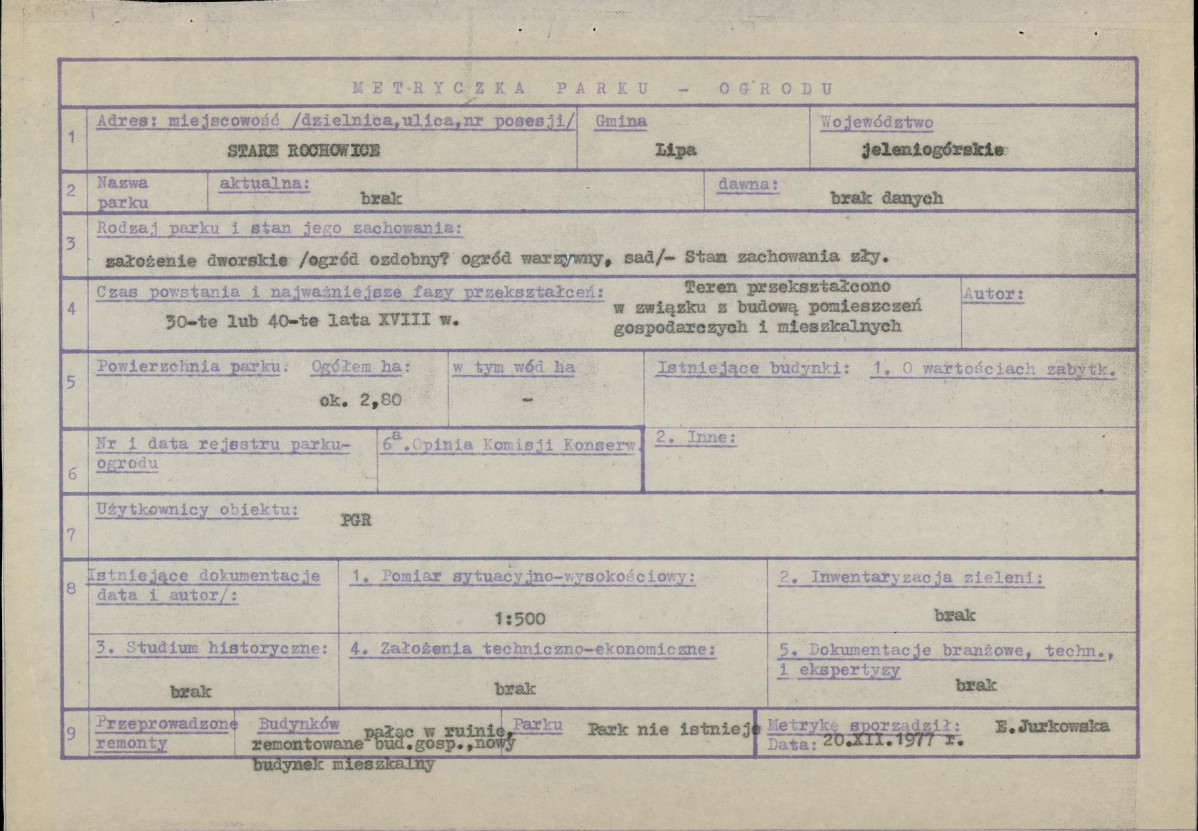 METRYCZKA PARKU - OGRODU
1 Adres: miejscowość /dzielnica,ulica,nr posesji/ Gmina Województwo
STARE ROCHOWICE Lipa jeleniogórskie
2 Nazwa parku aktualna: brak dawna: brak danych
3 Rodzaj parku i stan jego zachowania:
założenie dworskie /ogród ozdobny? ogród warzywny, sad/- Stan zachowania zły.
4 Czas powstania i najważniejsze fazy przekształceń: Teren przekształcono Autor:
30-te lub 40-te lata XVIII w. w związku z budową pomieszczeń
gospodarczych i mieszkalnych
5 Powierzchnia parku. Ogółem ha: w tym wód ha Istniejące budynki: 1. O wartościach zabytk.
ok. 2,80 -
6 Nr i data rejestru parku- 6a.Opinia Komisji Konserw. 2. Inne:
ogrodu
7 Użytkownicy obiektu: PGR
8 Istniejące dokumentacje 1. Pomiar sytuacyjno-wysokościowy: 2. Inwentaryzacja zieleni:
data i autor/:
1:500 brak
3. Studium historyczne: 4. Założenia techniczno-ekonomiczne: 5. Dokumentacje branżowe, techn.,
i ekspertyzy
brak brak brak
9 Przeprowadzone remonty Budynków pałac w ruinie, Parku Park nie istnieje Metrykę sporządził: E.Jurkowska
remontowane bud.gosp.,nowy Data: 20.XII.1977 r.
budynek mieszkalny